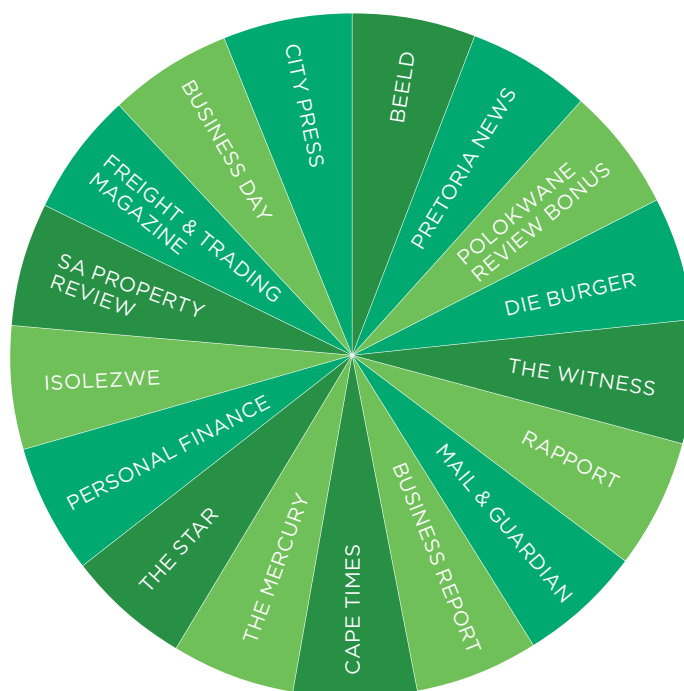 BEELD
PRETORIA NEWS
POLOKWANE
REVIEW BONUS
DIE BURGER
THE WITNESS
RAPPORT
MAIL & GUARDIAN
BUSINESS REPORT
CAPE TIMES
THE MERCURY
THE STAR
PERSONAL FINANCE
ISOLEZWE
SA PROPERTY
REVIEW
FREIGHT & TRADING
MAGAZINE
BUSINESS DAY
CITY PRESS